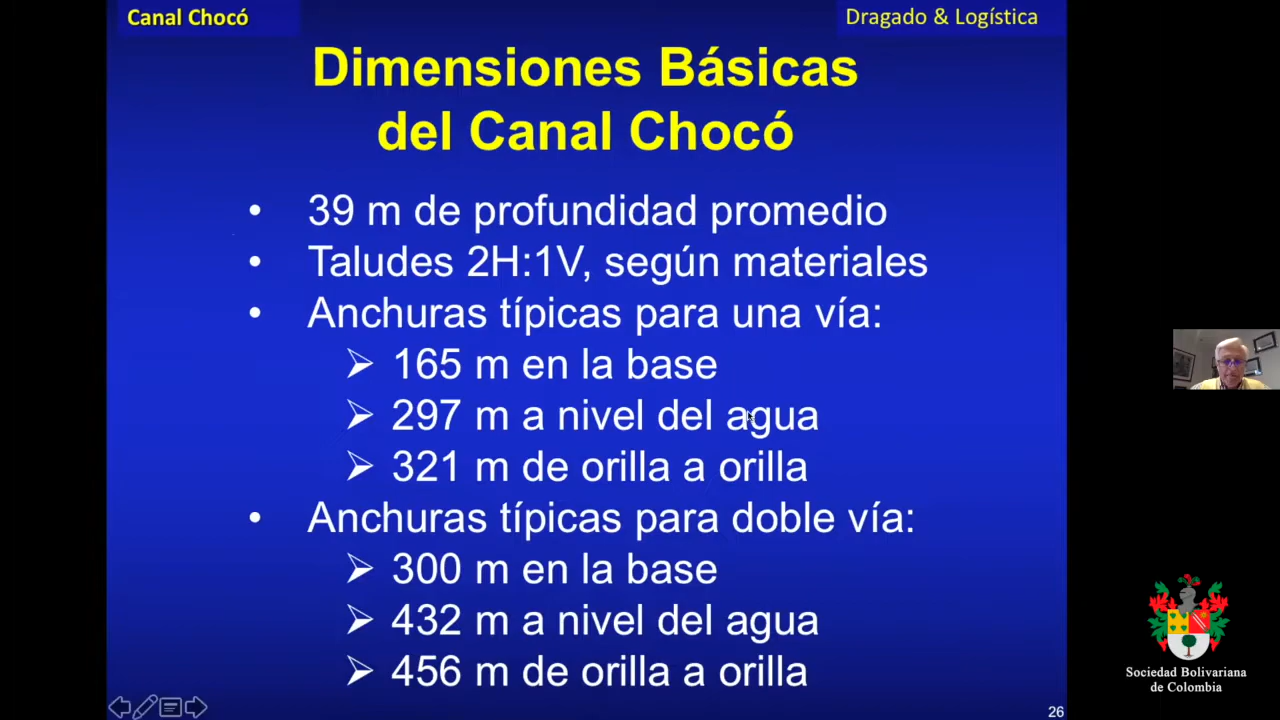 Canal Chocó
Dragado & Logística
Dimensiones Básicas
del Canal Chocó
• 39 m de profundidad promedio
• Taludes 2H:1V, según materiales
• Anchuras típicas para una vía:
➢ 165 m en la base
➢ 297 m a nivel del agua
➢ 321 m de orilla a orilla
• Anchuras típicas para doble vía:
➢ 300 m en la base
➢ 432 m a nivel del agua
➢ 456 m de orilla a orilla
Sociedad Bolivariana
de Colombia
26